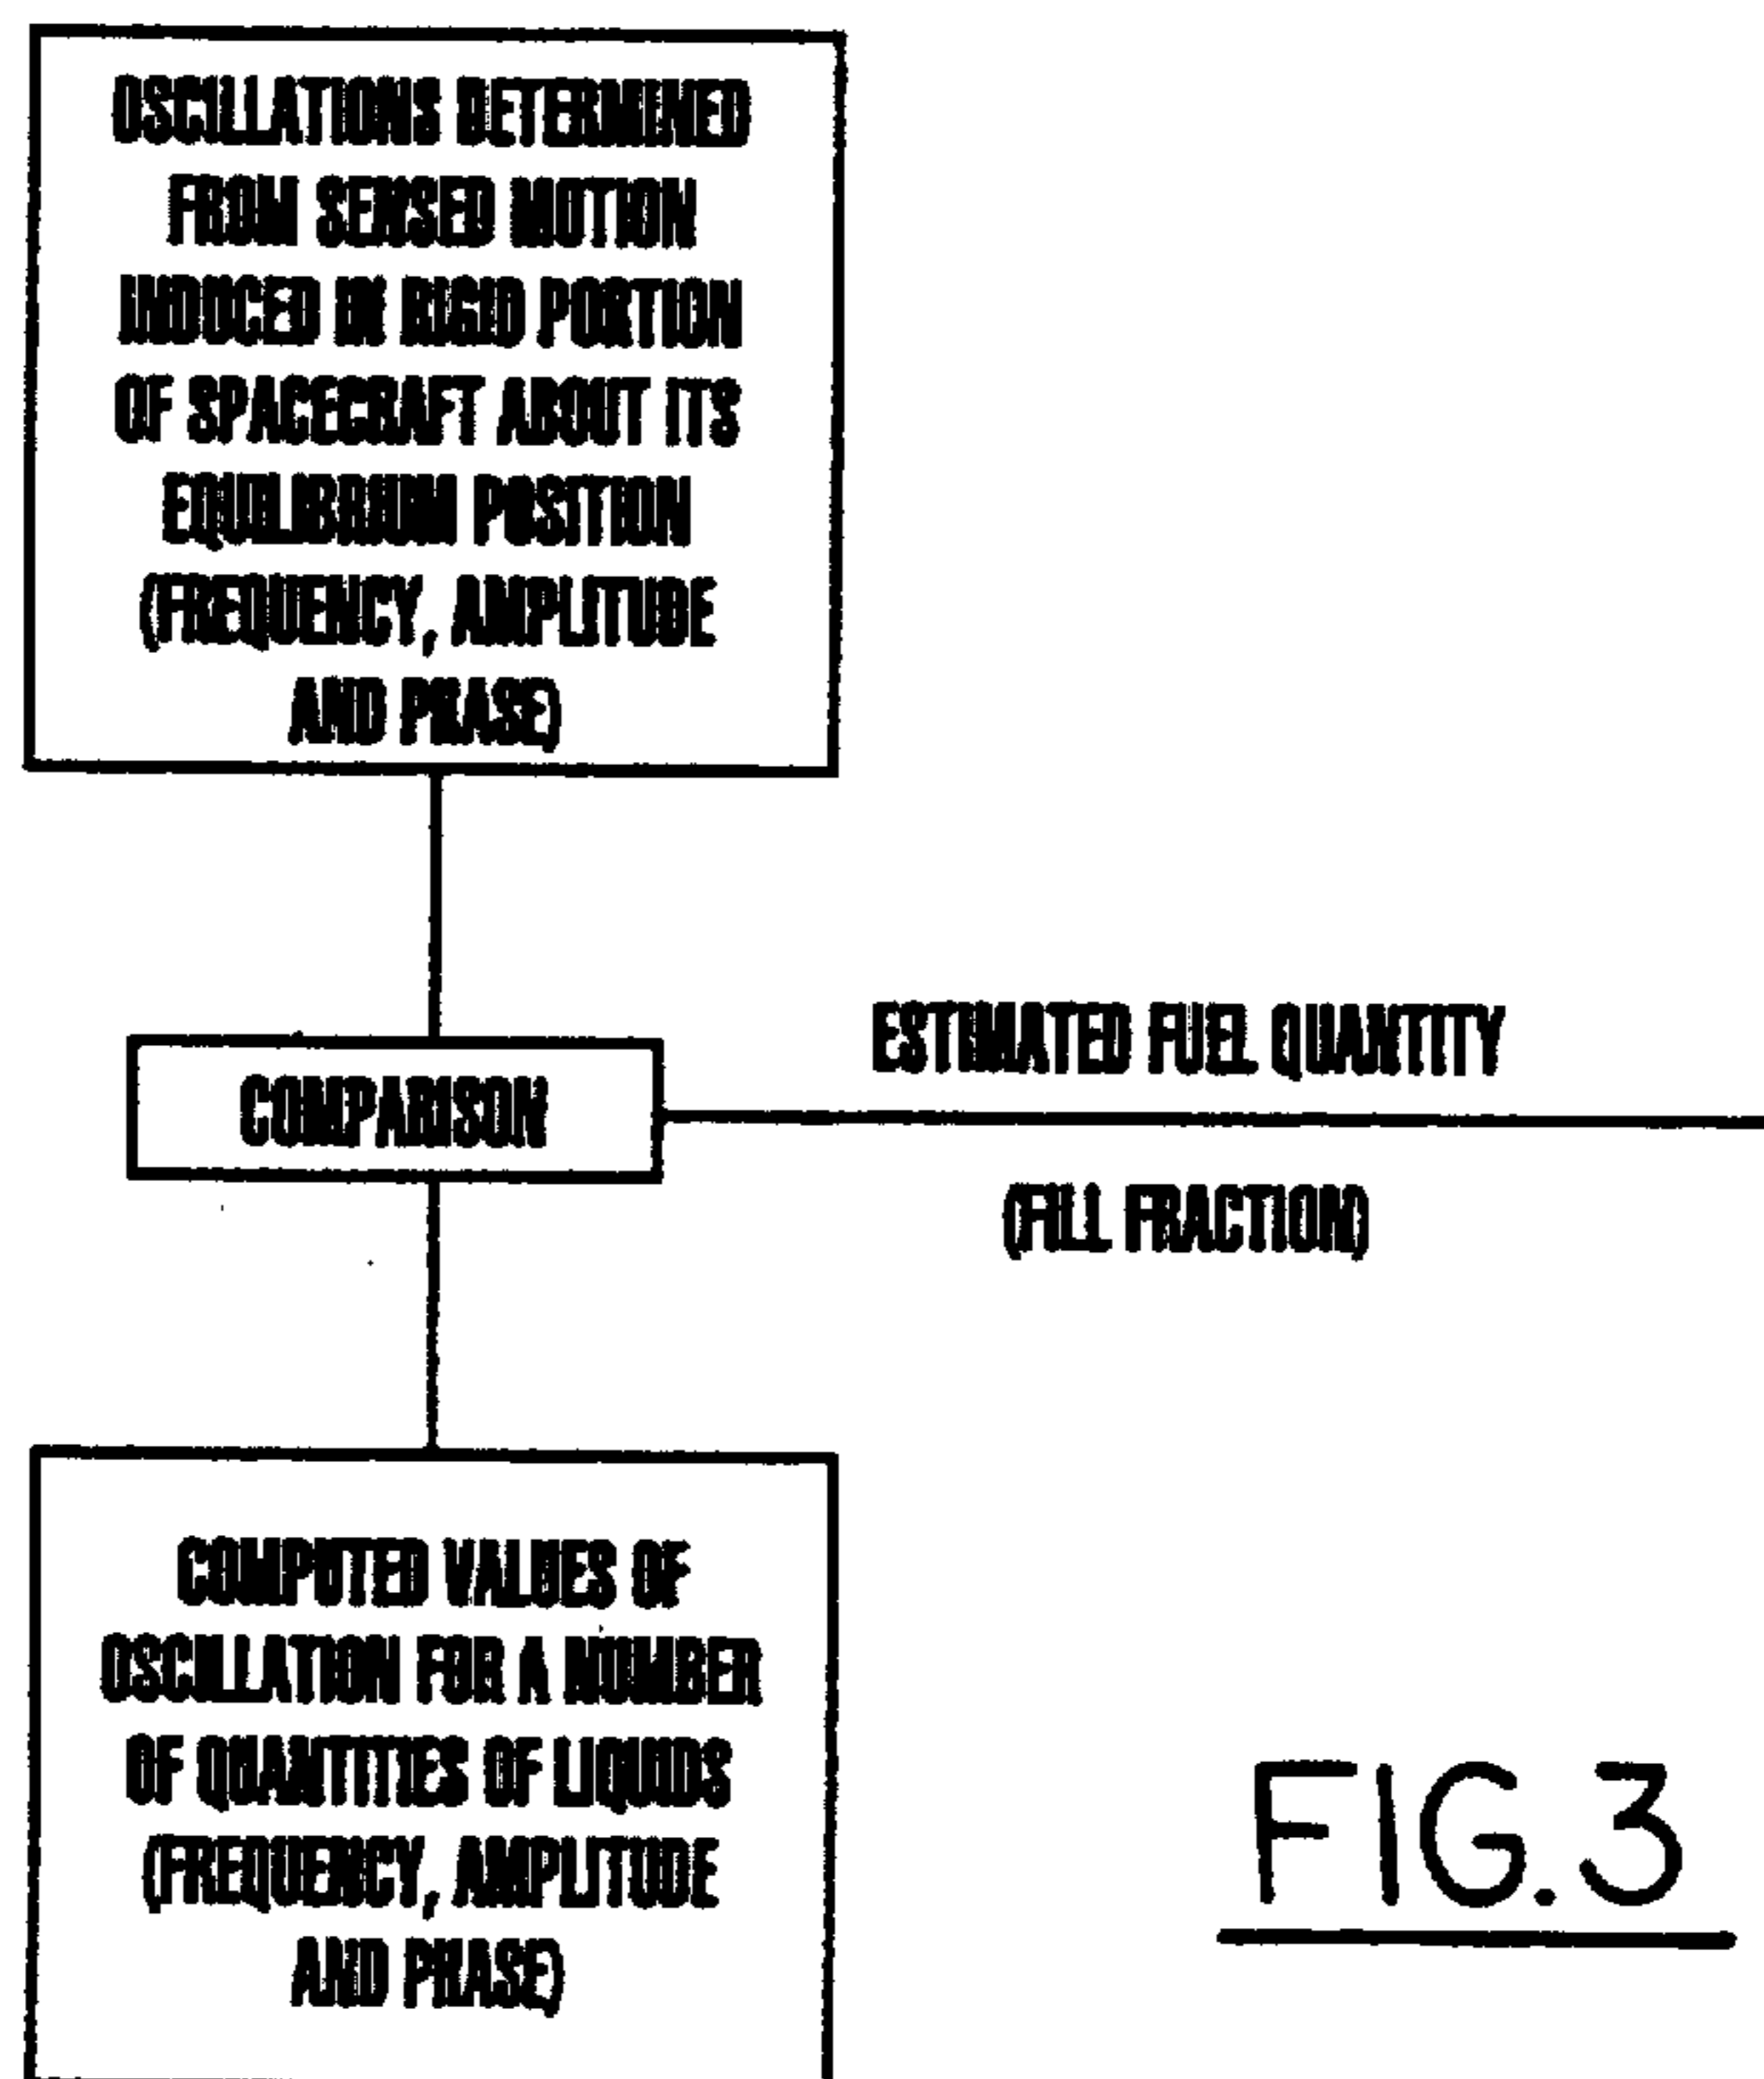 OSCILLATIONS DETERMINED
FROM SENSED MOTION
INDUCED IN RIGID PORTION
OF SPACECRAFT ABOUT ITS
EQUILIBRIUM POSITION
(FREQUENCY, AMPLITUDE
AND PHASE)
COMPARISON
ESTIMATED FUEL QUANTITY
(FILL FRACTION)
COMPUTED VALUES OF
OSCILLATION FOR A NUMBER
OF QUANTITIES OF LIQUIDS
(FREQUENCY, AMPLITUDE
AND PHASE)
FIG.3